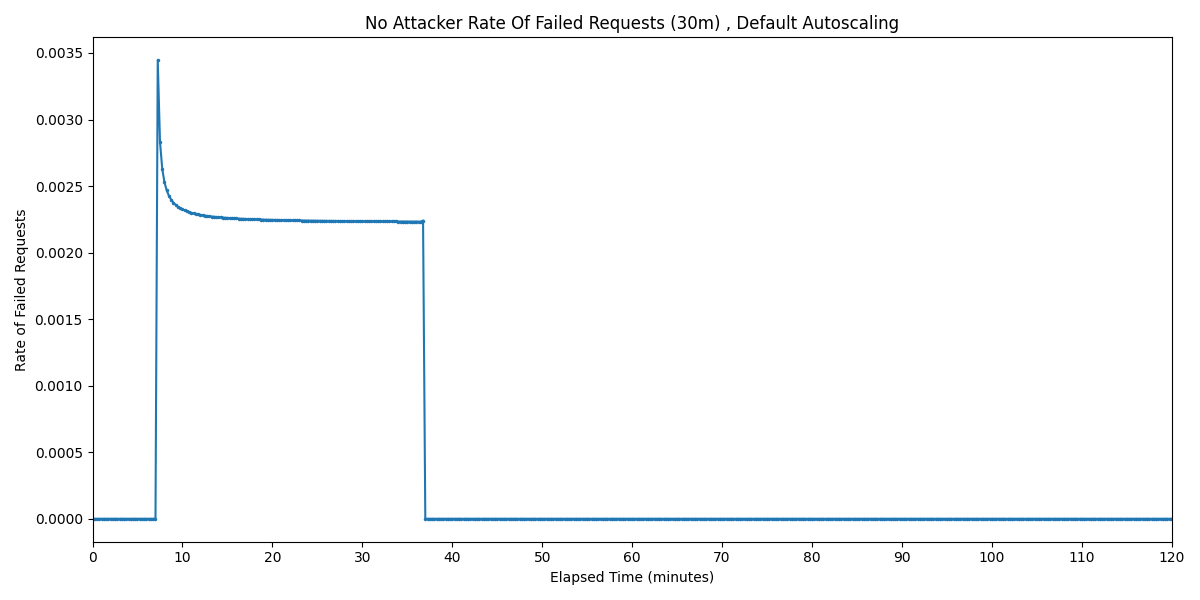 No Attacker Rate Of Failed Requests (30m) , Default Autoscaling
Rate of Failed Requests
0.0035
0.0030
0.0025
0.0020
0.0015
0.0010
0.0005
0.0000
0 10 20 30 40 50 60 70 80 90 100 110 120
Elapsed Time (minutes)